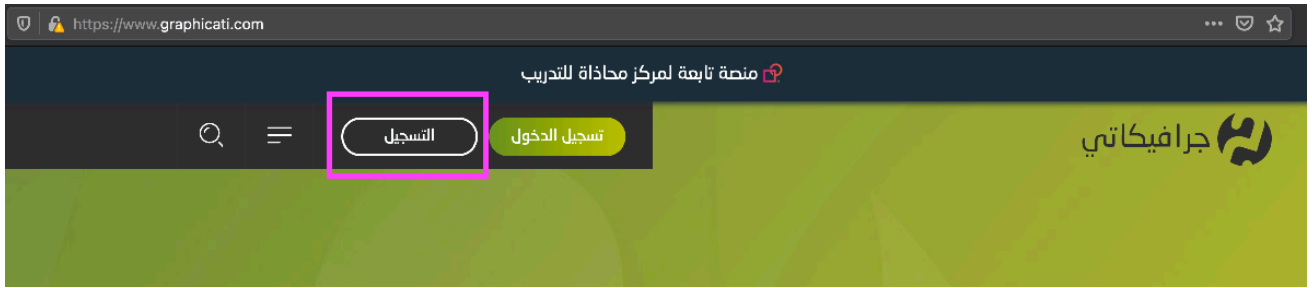 https://www.graphicati.com
منصة تابعة لمركز محاذاة للتدريب
جرافيكاتي
تسجيل الدخول
التسجيل